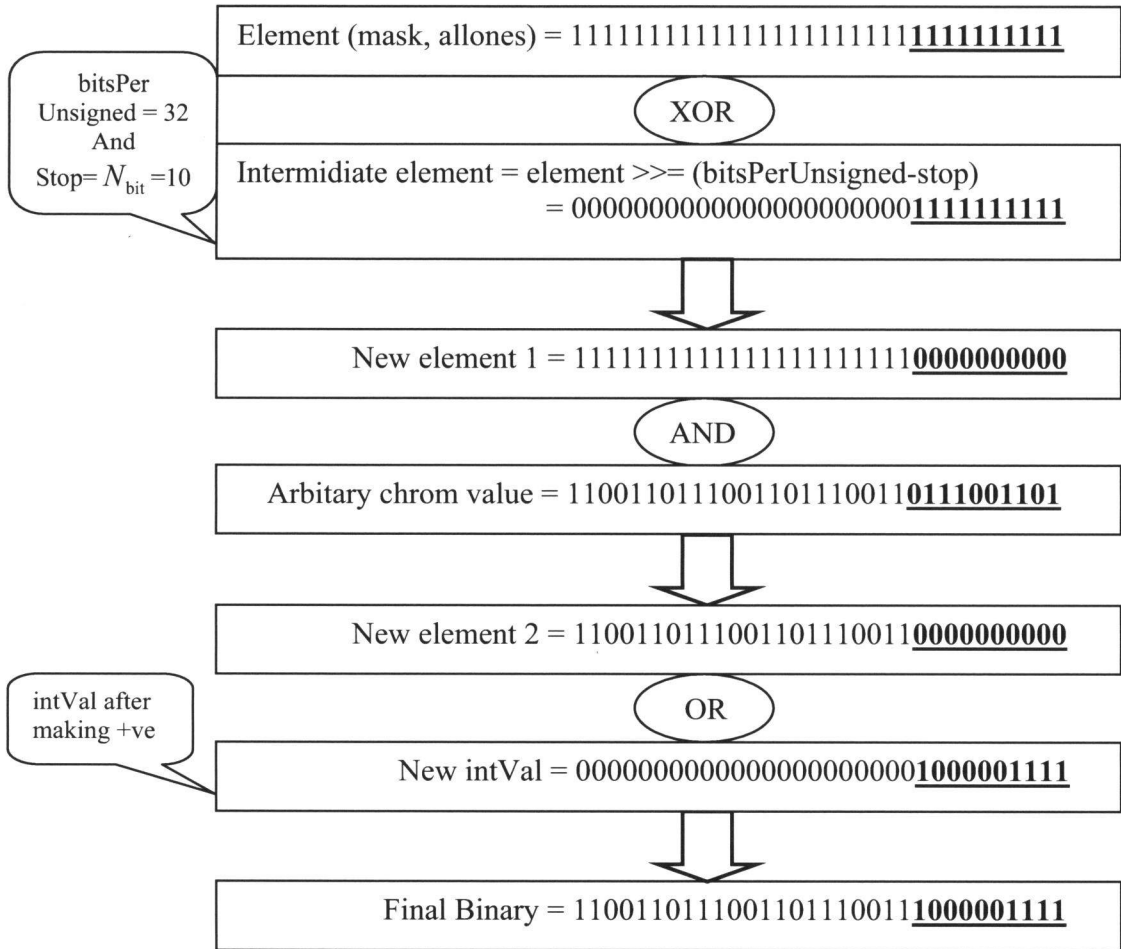 Element (mask, allones) = 11111111111111111111111111111111
bitsPer
Unsigned = 32
And
Stop= N_bit =10
XOR
Intermidiate element = element >>= (bitsPerUnsigned-stop)
= 00000000000000000000001111111111
New element 1 = 11111111111111111111110000000000
AND
Arbitary chrom value = 11001101110011011100110111001101
New element 2 = 11001101110011011100110000000000
OR
intVal after
making +ve
New intVal = 00000000000000000000001000001111
Final Binary = 11001101110011011100111000001111